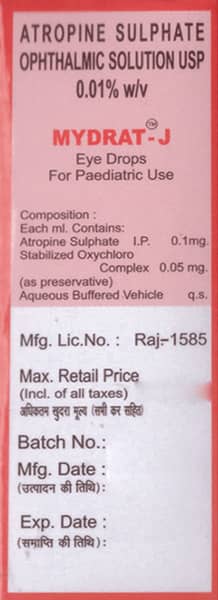 ATROPINE SULPHATE
OPHTHALMIC SOLUTION USP
0.01% w/v
MYDRAT-J™
Eye Drops
For Paediatric Use
Composition :
Each ml. Contains:
Atropine Sulphate I.P. 0.1mg.
Stabilized Oxychloro
Complex 0.05 mg.
(as preservative)
Aqueous Buffered Vehicle q.s.
Mfg. Lic.No. : Raj-1585
Max. Retail Price
(Incl. of all taxes)
अधिकतम खुदरा मूल्य (सभी कर सहित)
Batch No.:
Mfg. Date :
(उत्पादन की तिथि):
Exp. Date :
(समाप्ति की तिथि):